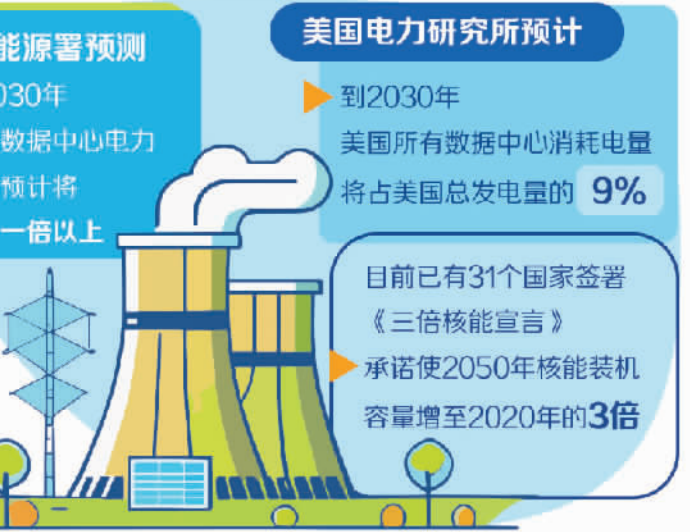 能源署预测
030年
数据中心电力
预计将
一倍以上
美国电力研究所预计
到2030年
美国所有数据中心消耗电量
将占美国总发电量的 9%
目前已有31个国家签署
《三倍核能宣言》
承诺使2050年核能装机
容量增至2020年的3倍